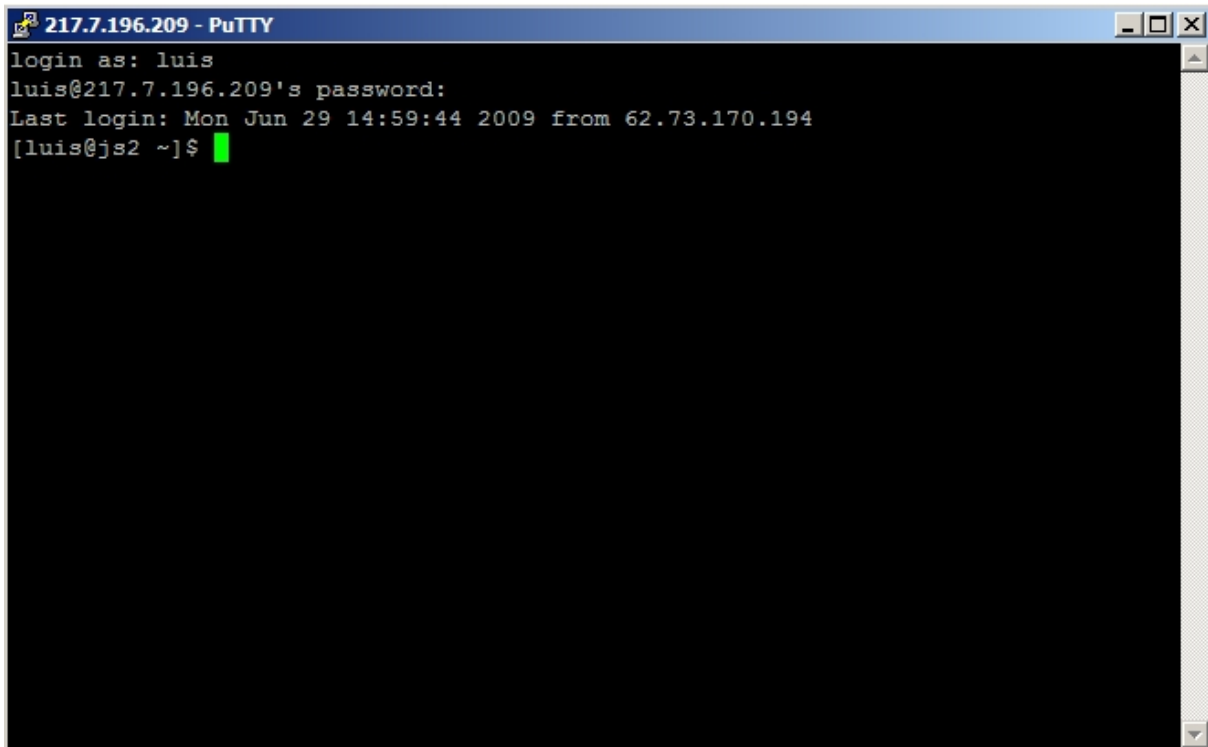 217.7.196.209 - PuTTY
login as: luis
luis@217.7.196.209's password:
Last login: Mon Jun 29 14:59:44 2009 from 62.73.170.194
[luis@js2 ~]$